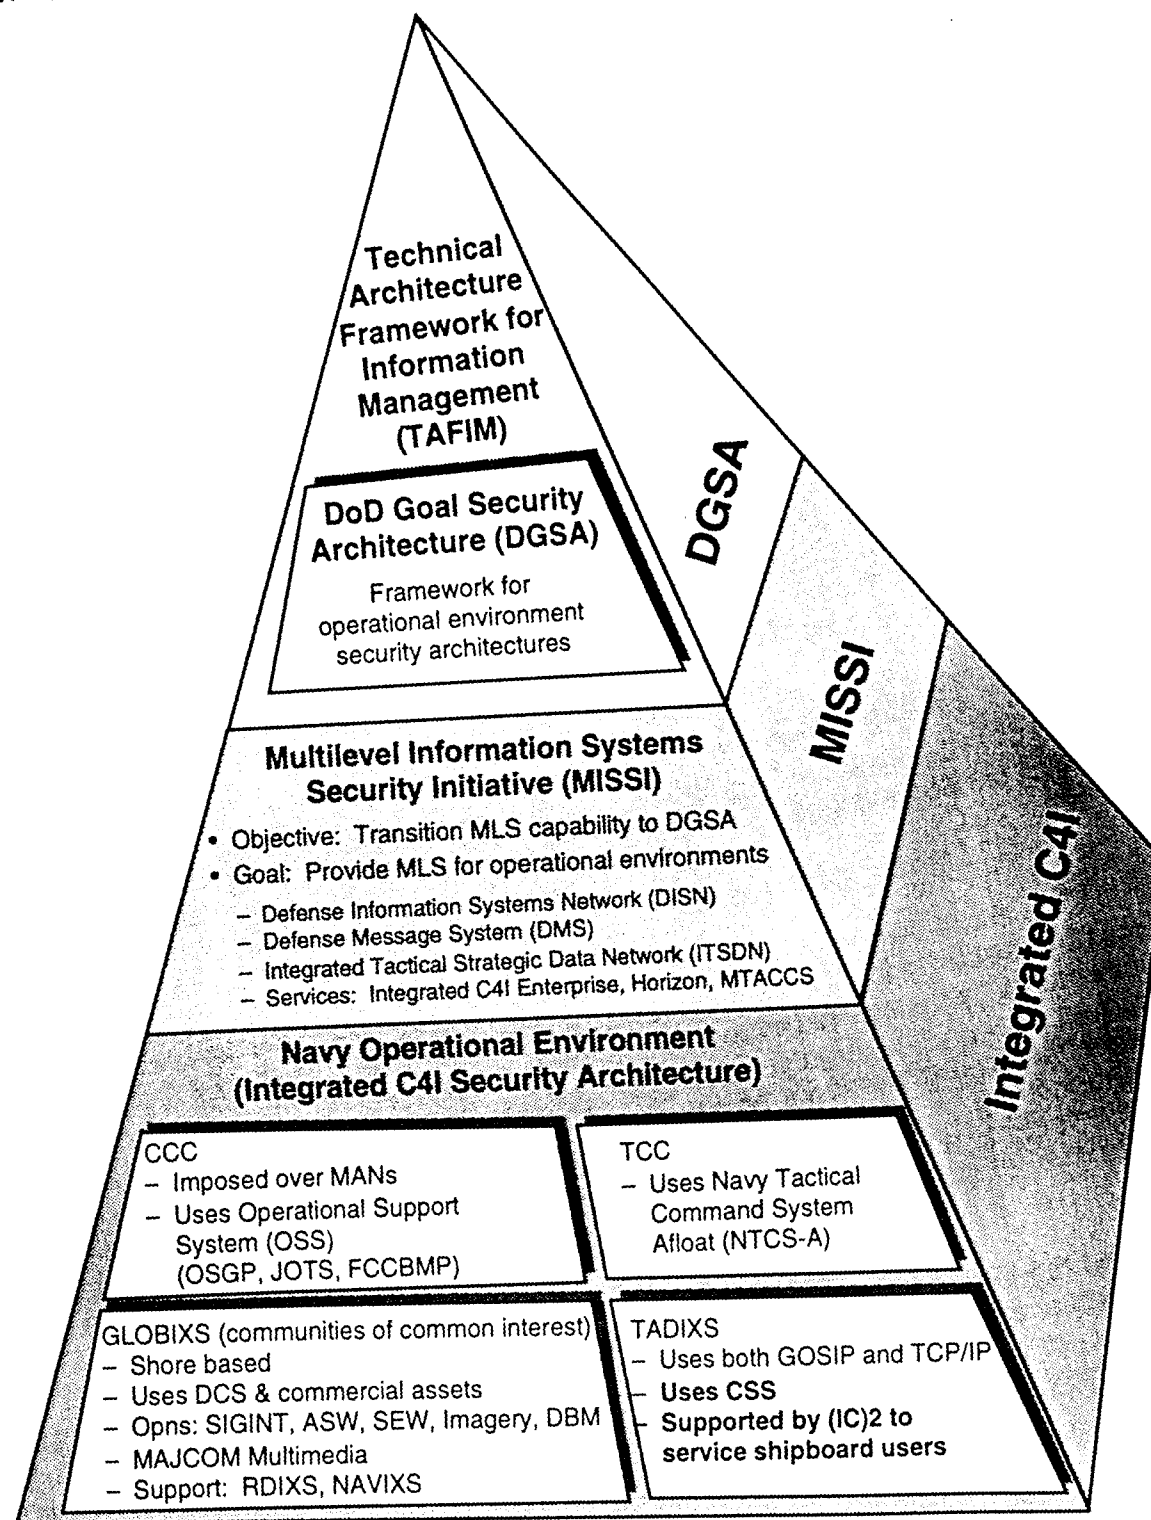 Technical
Architecture
Framework for
Information
Management
(TAFIM)
DoD Goal Security
Architecture (DGSA)
Framework for
operational environment
security architectures
DGSA
MISSI
Integrated C4I
Multilevel Information Systems
Security Initiative (MISSI)
• Objective: Transition MLS capability to DGSA
• Goal: Provide MLS for operational environments
– Defense Information Systems Network (DISN)
– Defense Message System (DMS)
– Integrated Tactical Strategic Data Network (ITSDN)
– Services: Integrated C4I Enterprise, Horizon, MTACCS
Navy Operational Environment
(Integrated C4I Security Architecture)
CCC
– Imposed over MANs
– Uses Operational Support
System (OSS)
(OSGP, JOTS, FCCBMP)
TCC
– Uses Navy Tactical
Command System
Afloat (NTCS-A)
GLOBIXS (communities of common interest)
– Shore based
– Uses DCS & commercial assets
– Opns: SIGINT, ASW, SEW, Imagery, DBM
– MAJCOM Multimedia
– Support: RDIXS, NAVIXS
TADIXS
– Uses both GOSIP and TCP/IP
– Uses CSS
– Supported by (IC)2 to
service shipboard users